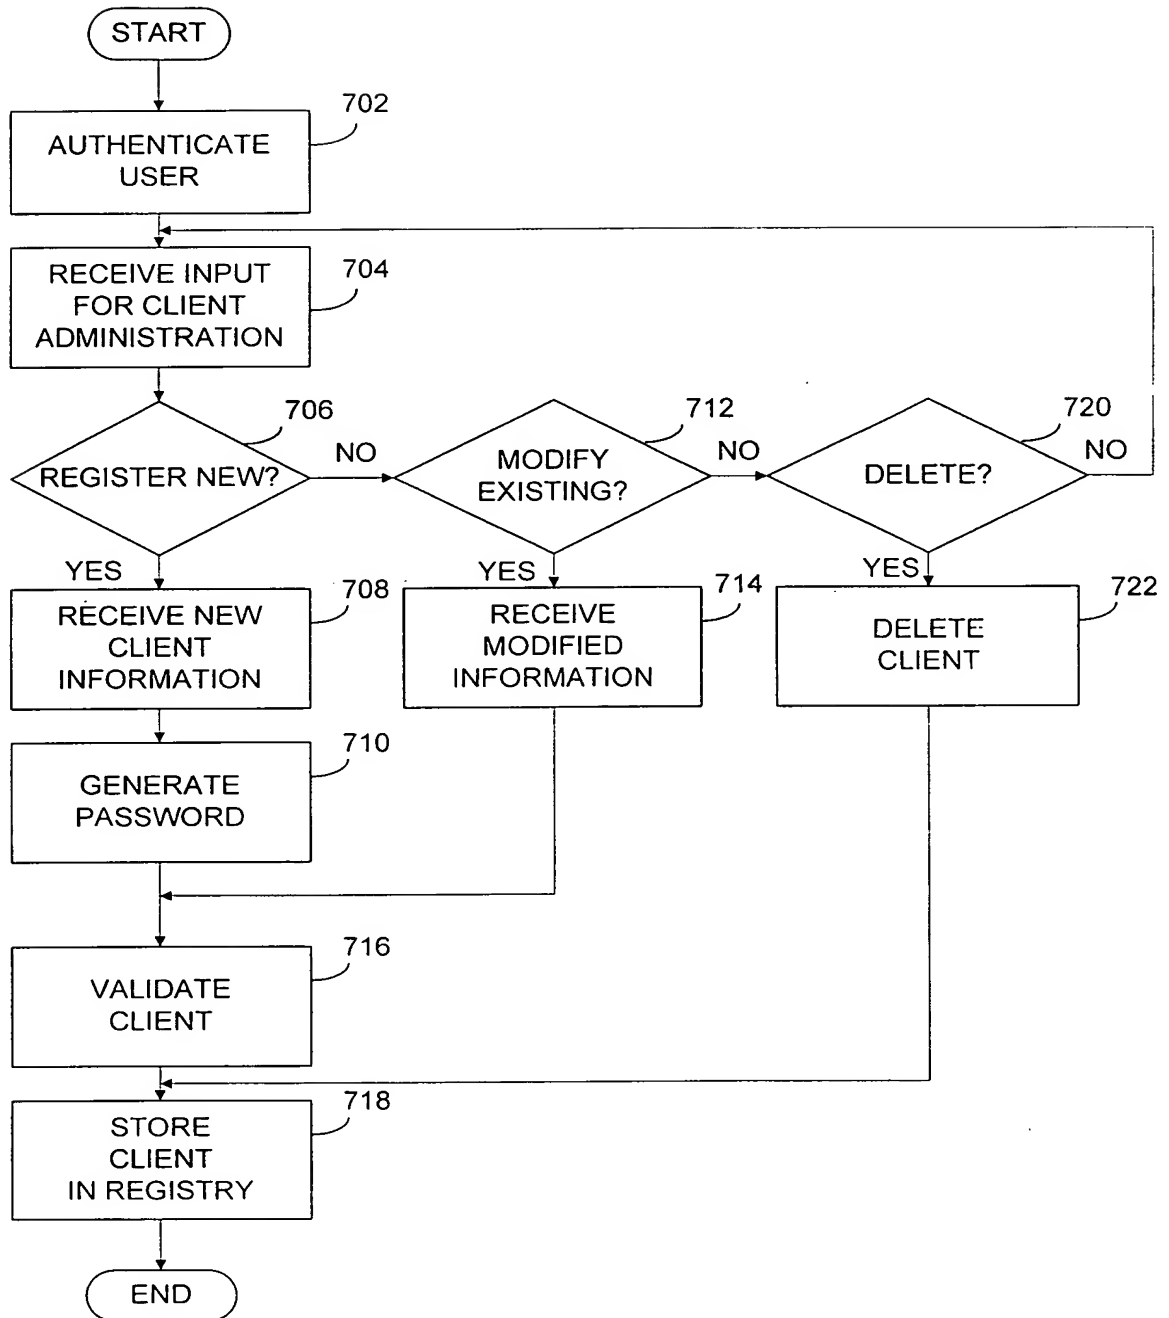 START
702
AUTHENTICATE
USER
704
RECEIVE INPUT
FOR CLIENT
ADMINISTRATION
706
REGISTER NEW?
NO
712
MODIFY
EXISTING?
NO
720
DELETE?
NO
YES
708
RECEIVE NEW
CLIENT
INFORMATION
YES
714
RECEIVE
MODIFIED
INFORMATION
YES
722
DELETE
CLIENT
710
GENERATE
PASSWORD
716
VALIDATE
CLIENT
718
STORE
CLIENT
IN REGISTRY
END